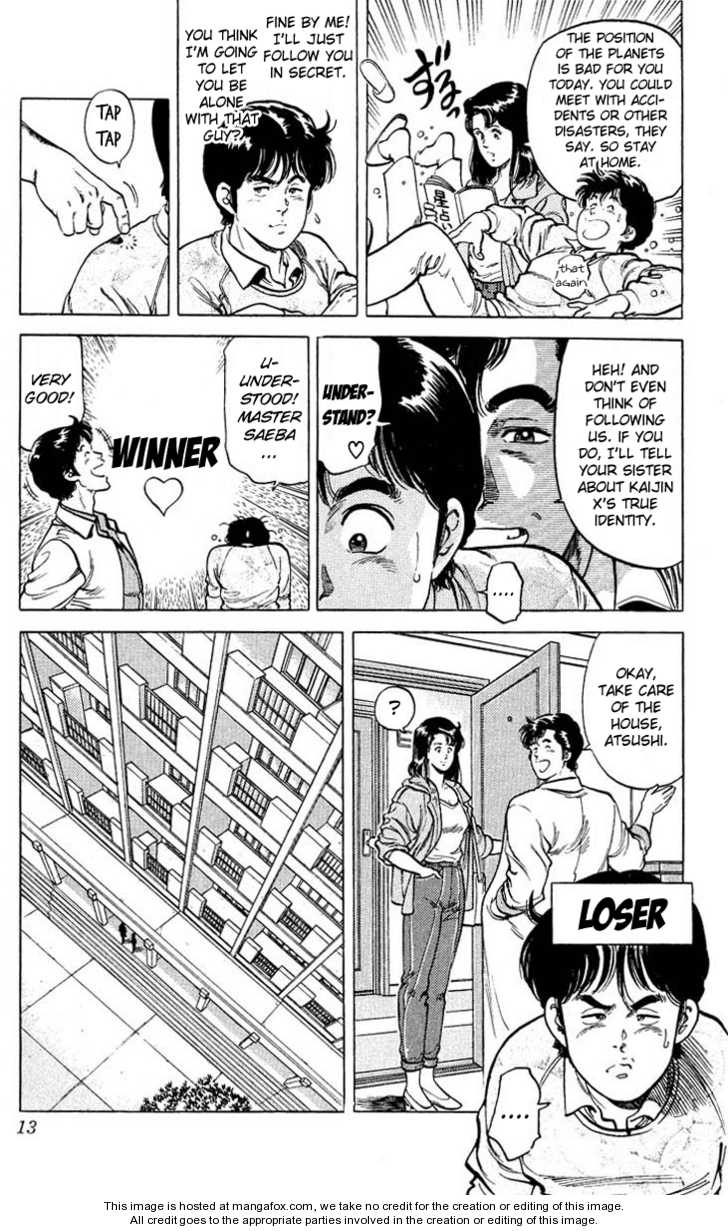 THE POSITION
OF THE PLANETS
IS BAD FOR YOU
TODAY. YOU COULD
MEET WITH ACCI-
DENTS OR OTHER
DISASTERS, THEY
SAY. SO STAY
AT HOME.
ずるっ
星占い
that
again
FINE BY ME!
I'LL JUST
FOLLOW YOU
IN SECRET.
YOU THINK
I'M GOING
TO LET
YOU BE
ALONE
WITH THAT
GUY?
TAP
TAP
HEH! AND
DON'T EVEN
THINK OF
FOLLOWING
US. IF YOU
DO, I'LL TELL
YOUR SISTER
ABOUT KAIJIN
X'S TRUE
IDENTITY.
UNDER-
STAND?
♡
....
U-
UNDER-
STOOD!
MASTER
SAEBA
...
WINNER
♡
VERY
GOOD!
OKAY,
TAKE CARE
OF THE
HOUSE,
ATSUSHI.
?
LOSER
....
13
This image is hosted at mangafox.com, we take no credit for the creation or editing of this image.
All credit goes to the appropriate parties involved in the creation or editing of this image.